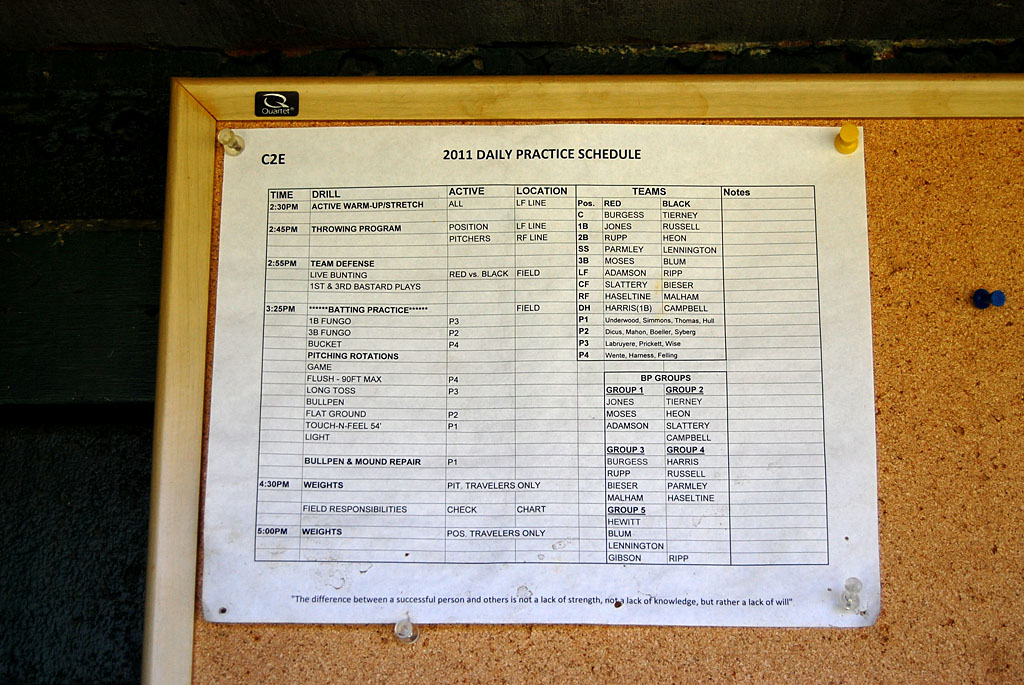 Quartet
C2E
2011 DAILY PRACTICE SCHEDULE
TIME DRILL ACTIVE LOCATION TEAMS Notes
2:30PM ACTIVE WARM-UP/STRETCH ALL LF LINE Pos. RED BLACK
C BURGESS TIERNEY
2:45PM THROWING PROGRAM POSITION LF LINE 1B JONES RUSSELL
PITCHERS RF LINE 2B RUPP HEON
SS PARMLEY LENNINGTON
2:55PM TEAM DEFENSE 3B MOSES BLUM
LIVE BUNTING RED vs. BLACK FIELD LF ADAMSON RIPP
1ST & 3RD BASTARD PLAYS CF SLATTERY BIESER
RF HASELTINE MALHAM
3:25PM ******BATTING PRACTICE****** FIELD DH HARRIS(1B) CAMPBELL
1B FUNGO P3 P1 Underwood, Simmons, Thomas, Hull
3B FUNGO P2 P2 Dicus, Mahon, Boeller, Syberg
BUCKET P4 P3 Labruyere, Prickett, Wise
PITCHING ROTATIONS P4 Wente, Harness, Felling
GAME
FLUSH - 90FT MAX P4 BP GROUPS
LONG TOSS P3 GROUP 1 GROUP 2
BULLPEN JONES TIERNEY
FLAT GROUND P2 MOSES HEON
TOUCH-N-FEEL 54' P1 ADAMSON SLATTERY
LIGHT CAMPBELL
GROUP 3 GROUP 4
BULLPEN & MOUND REPAIR P1 BURGESS HARRIS
RUPP RUSSELL
4:30PM WEIGHTS PIT. TRAVELERS ONLY BIESER PARMLEY
MALHAM HASELTINE
FIELD RESPONSIBILITIES CHECK CHART GROUP 5
HEWITT
5:00PM WEIGHTS POS. TRAVELERS ONLY BLUM
LENNINGTON
GIBSON RIPP
"The difference between a successful person and others is not a lack of strength, not a lack of knowledge, but rather a lack of will"